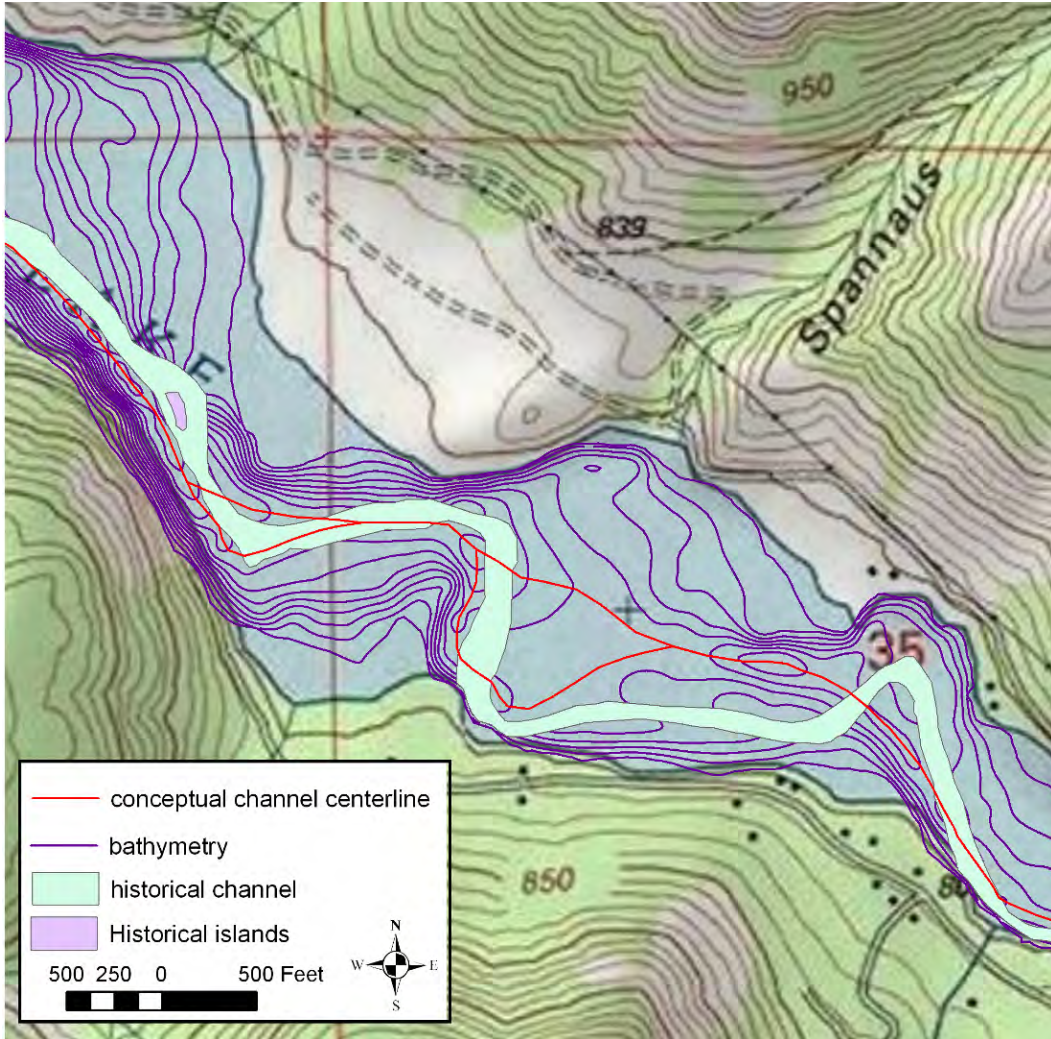 950
839
Spannaus
LAKE
35
850
80
conceptual channel centerline
bathymetry
historical channel
Historical islands
500 250 0 500 Feet
N
W E
S